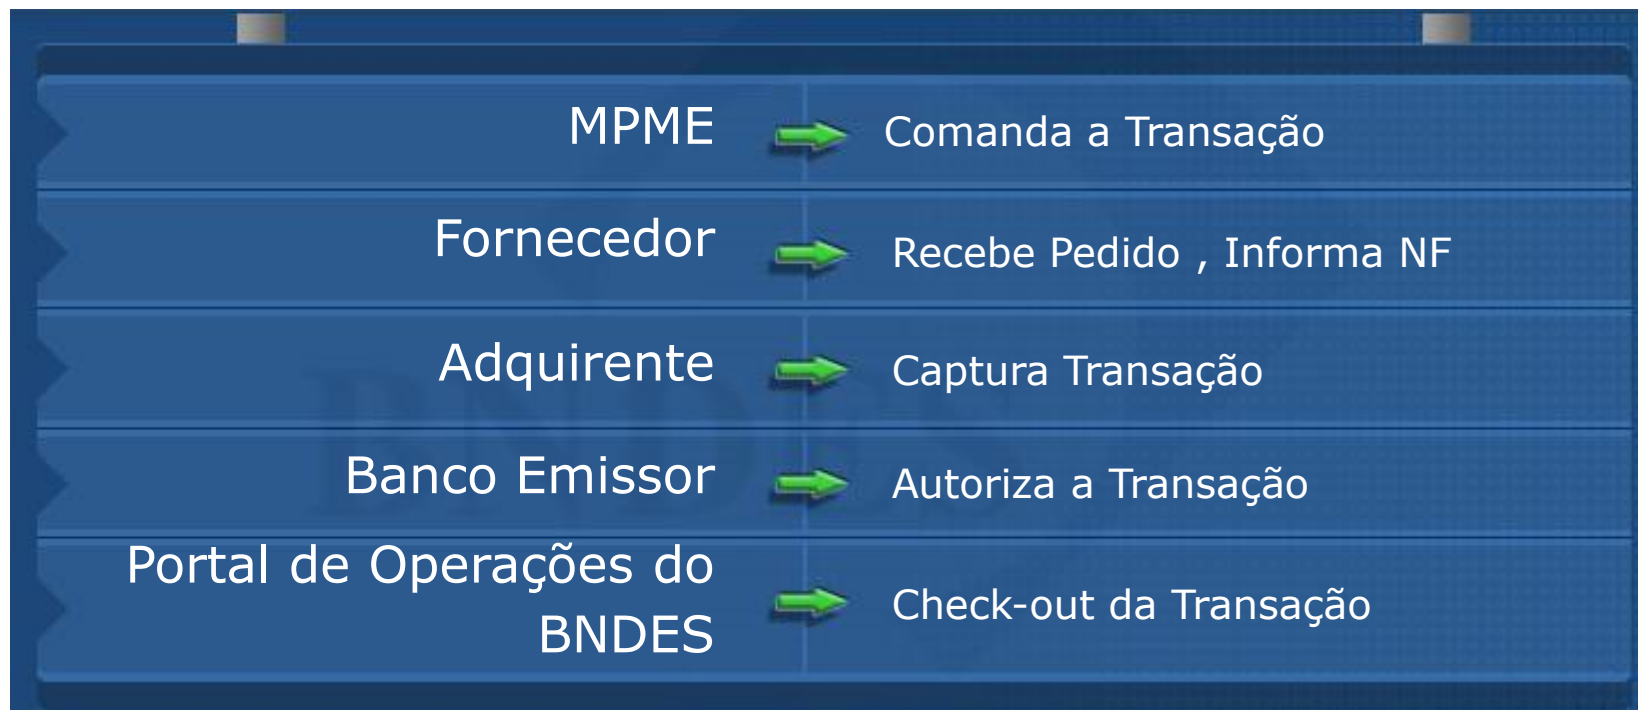 MPME Comanda a Transação
Fornecedor Recebe Pedido , Informa NF
Adquirente Captura Transação
Banco Emissor Autoriza a Transação
Portal de Operações do
BNDES Check-out da Transação
BNDES